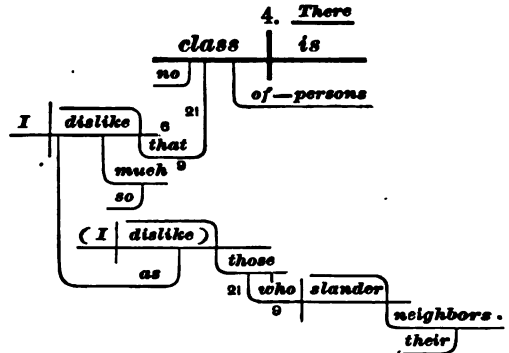 4. There
class is
no
of—persons
21
I dislike 6
that
9
much
so
(I dislike)
as
those
21 who slander
9
neighbors.
their